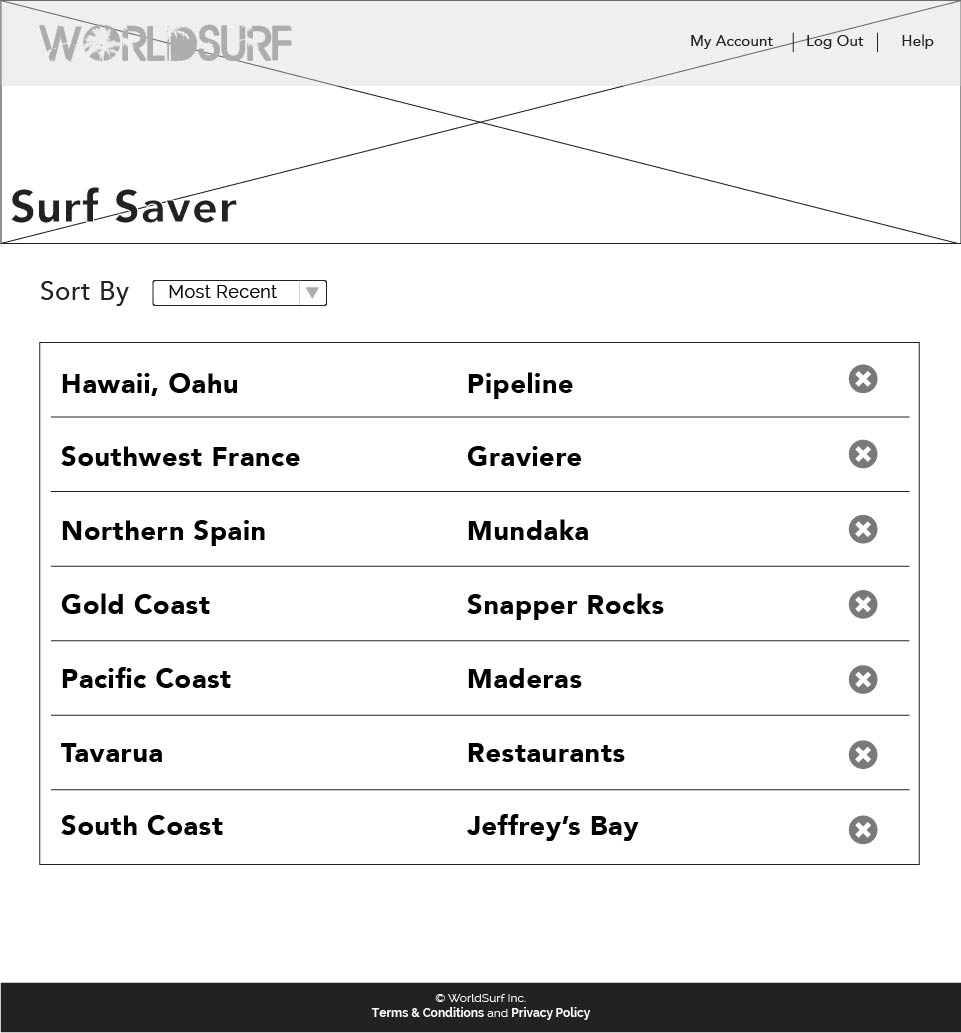 WORLDSURF
My Account | Log Out | Help
Surf Saver
Sort By Most Recent
Hawaii, Oahu Pipeline
Southwest France Graviere
Northern Spain Mundaka
Gold Coast Snapper Rocks
Pacific Coast Maderas
Tavarua Restaurants
South Coast Jeffrey’s Bay
© WorldSurf Inc.
Terms & Conditions and Privacy Policy